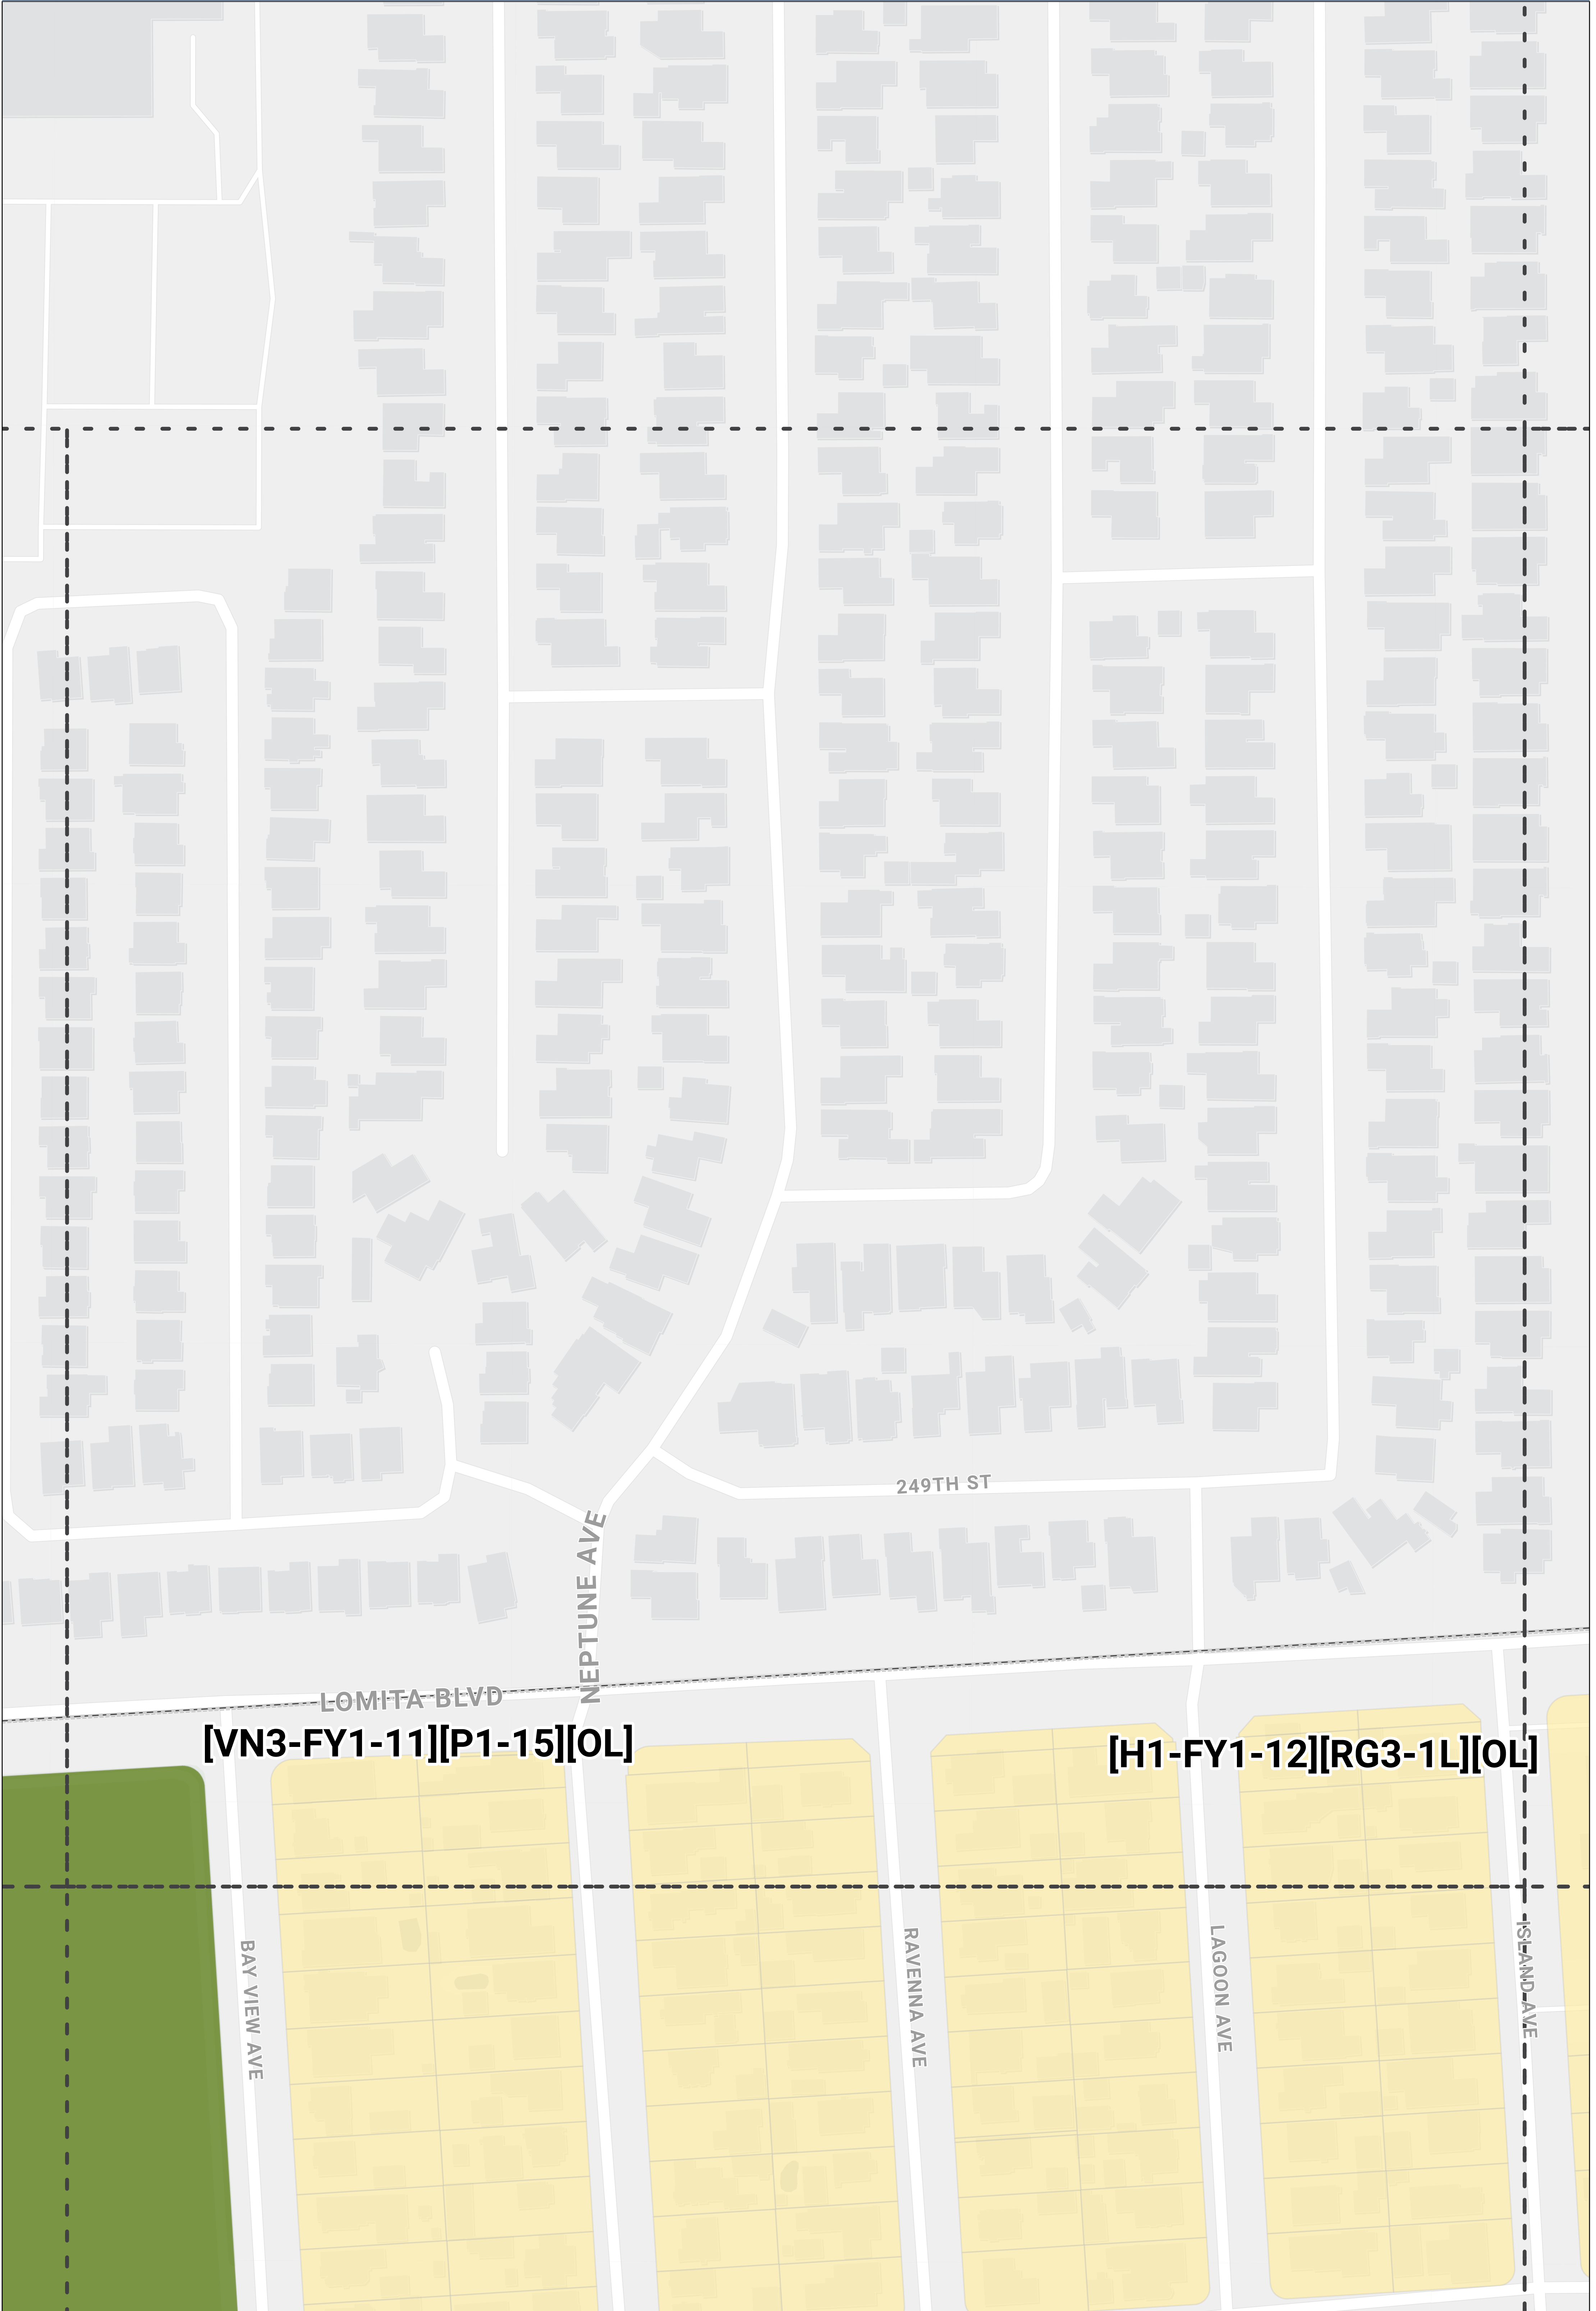 249TH ST
NEPTUNE AVE
LOMITA BLVD
[VN3-FY1-11][P1-15][OL]
[H1-FY1-12][RG3-1L][OL]
BAY VIEW AVE
RAVENNA AVE
LAGOON AVE
ISLAND AVE